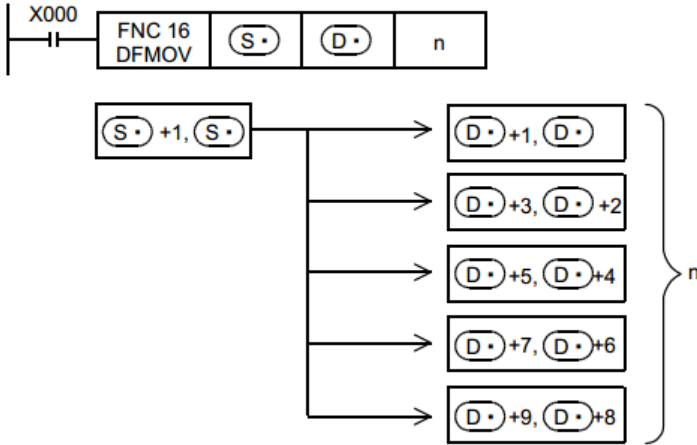 X000
FNC 16 DFMOV S· D· n
S· +1, S·
D· +1, D·
D· +3, D· +2
D· +5, D· +4
D· +7, D· +6
D· +9, D· +8
n